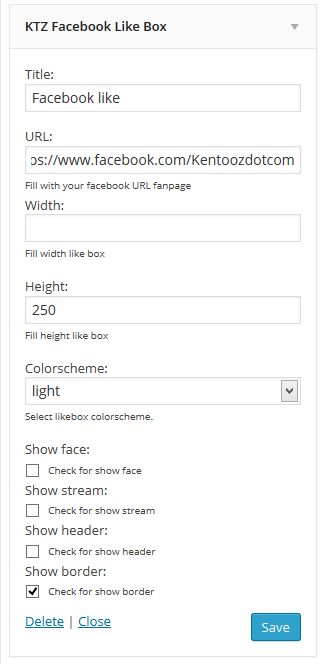 KTZ Facebook Like Box
Title:
Facebook like
URL:
os://www.facebook.com/Kentoozdotcom
Fill with your facebook URL fanpage
Width:
Fill width like box
Height:
250
Fill height like box
Colorscheme:
light
Select likebox colorscheme.
Show face:
Check for show face
Show stream:
Check for show stream
Show header:
Check for show header
Show border:
Check for show border
Delete | Close
Save